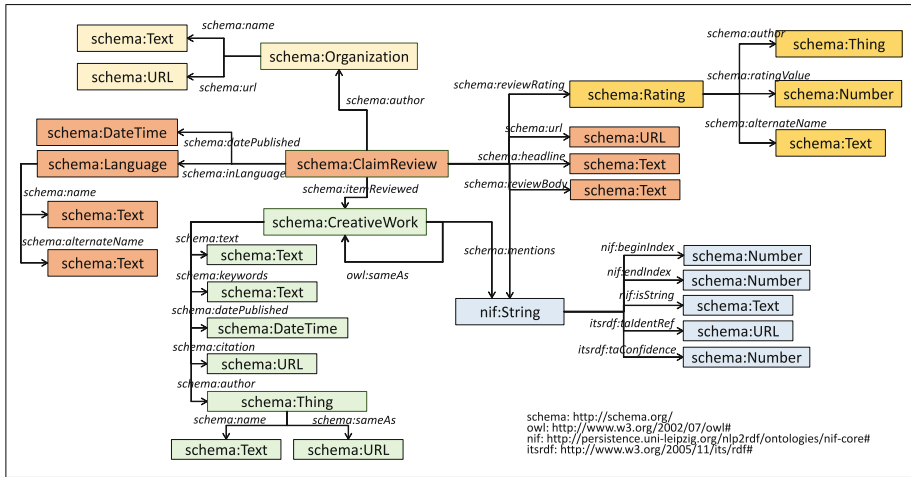 schema:name
schema:Text
schema:Organization
schema:URL
schema:url
schema:author
schema:DateTime
schema:datePublished
schema:Language
schema:inLanguage
schema:ClaimReview
schema:name
schema:Text
schema:alternateName
schema:Text
schema:itemReviewed
schema:reviewRating
schema:Rating
schema:author
schema:Thing
schema:ratingValue
schema:Number
schema:alternateName
schema:Text
schema:url
schema:URL
schema:headline
schema:Text
schema:reviewBody
schema:Text
schema:CreativeWork
owl:sameAs
schema:mentions
schema:text
schema:Text
schema:keywords
schema:Text
schema:datePublished
schema:DateTime
schema:citation
schema:URL
schema:author
schema:Thing
schema:name
schema:sameAs
schema:Text
schema:URL
nif:String
nif:beginIndex
schema:Number
nif:endIndex
schema:Number
nif:isString
schema:Text
itsrdf:taIdentRef
schema:URL
itsrdf:taConfidence
schema:Number
schema: http://schema.org/
owl: http://www.w3.org/2002/07/owl#
nif: http://persistence.uni-leipzig.org/nlp2rdf/ontologies/nif-core#
itsrdf: http://www.w3.org/2005/11/its/rdf#